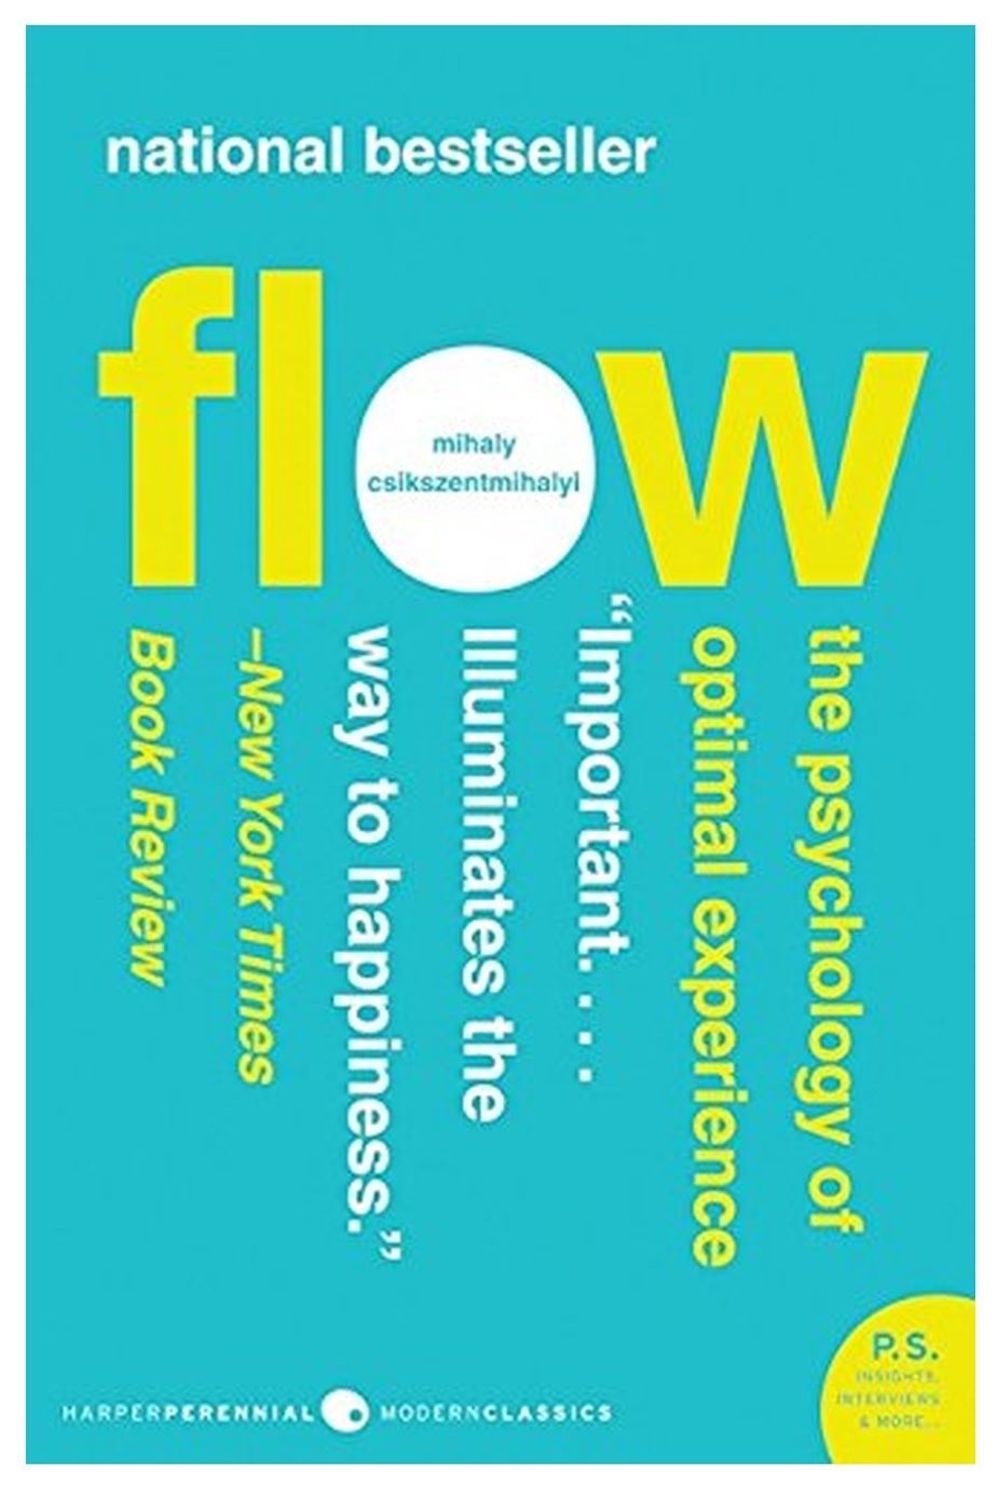 national bestseller
flow
mihaly
csikszentmihalyi
the psychology of
optimal experience
“Important. . . .
Illuminates the
way to happiness.”
–New York Times
Book Review
P.S.
INSIGHTS,
INTERVIEWS
& MORE...
HARPERPERENNIAL MODERNCLASSICS